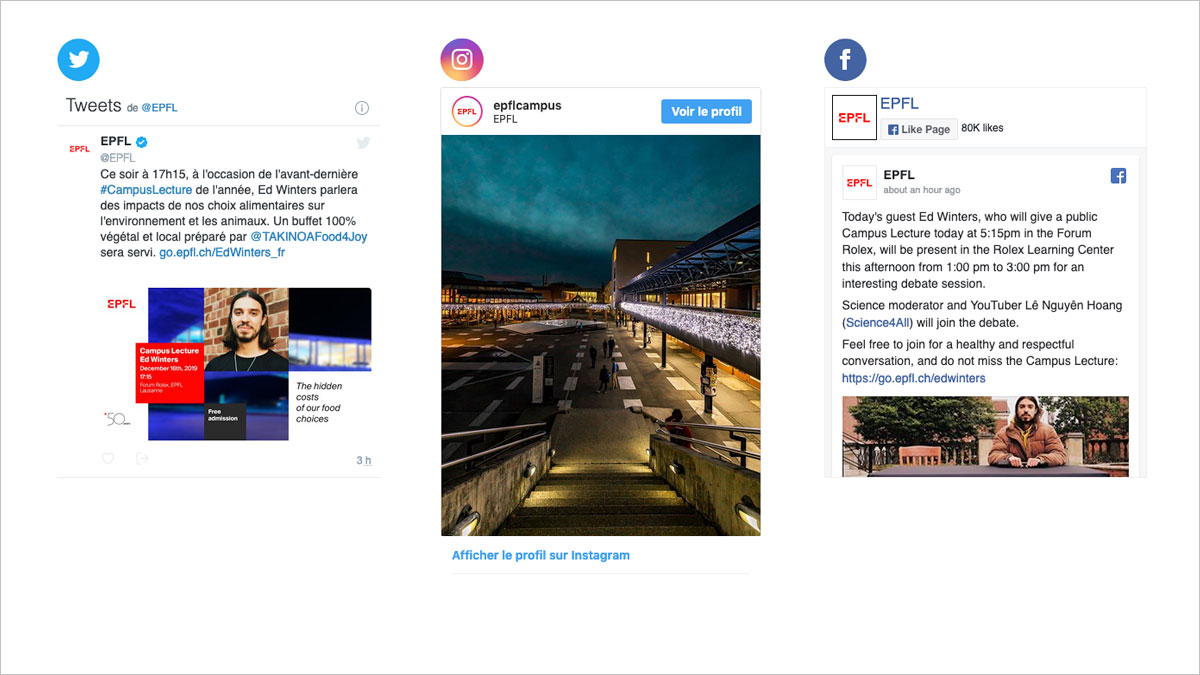 Tweets de @EPFL
EPFL
EPFL
@EPFL
Ce soir à 17h15, à l'occasion de l'avant-dernière
#CampusLecture de l'année, Ed Winters parlera
des impacts de nos choix alimentaires sur
l'environnement et les animaux. Un buffet 100%
végétal et local préparé par @TAKINOAFood4Joy
sera servi. go.epfl.ch/EdWinters_fr
EPFL
Campus Lecture
Ed Winters
December 16th, 2019
17:15
Forum Rolex, EPFL
Lausanne
The hidden
costs
of our food
choices
Free
admission
50
3 h
EPFL
epflcampus
EPFL
Voir le profil
Afficher le profil sur Instagram
EPFL
EPFL
Like Page
80K likes
EPFL
EPFL
about an hour ago
Today's guest Ed Winters, who will give a public
Campus Lecture today at 5:15pm in the Forum
Rolex, will be present in the Rolex Learning Center
this afternoon from 1:00 pm to 3:00 pm for an
interesting debate session.
Science moderator and YouTuber Lê Nguyên Hoang
(Science4All) will join the debate.
Feel free to join for a healthy and respectful
conversation, and do not miss the Campus Lecture:
https://go.epfl.ch/edwinters